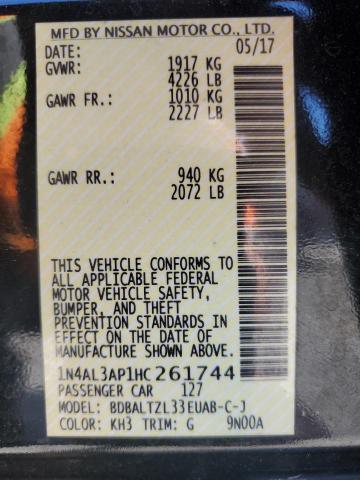 MFD BY NISSAN MOTOR CO., LTD.
DATE: 05/17
GVWR: 1917 KG
4226 LB
GAWR FR.: 1010 KG
2227 LB
GAWR RR.: 940 KG
2072 LB
THIS VEHICLE CONFORMS TO
ALL APPLICABLE FEDERAL
MOTOR VEHICLE SAFETY,
BUMPER, AND THEFT
PREVENTION STANDARDS IN
EFFECT ON THE DATE OF
MANUFACTURE SHOWN ABOVE.
1N4AL3AP1HC261744
PASSENGER CAR 127
MODEL: BDBALTZL33EUAB-C-J
COLOR: KH3 TRIM: G 9N00A